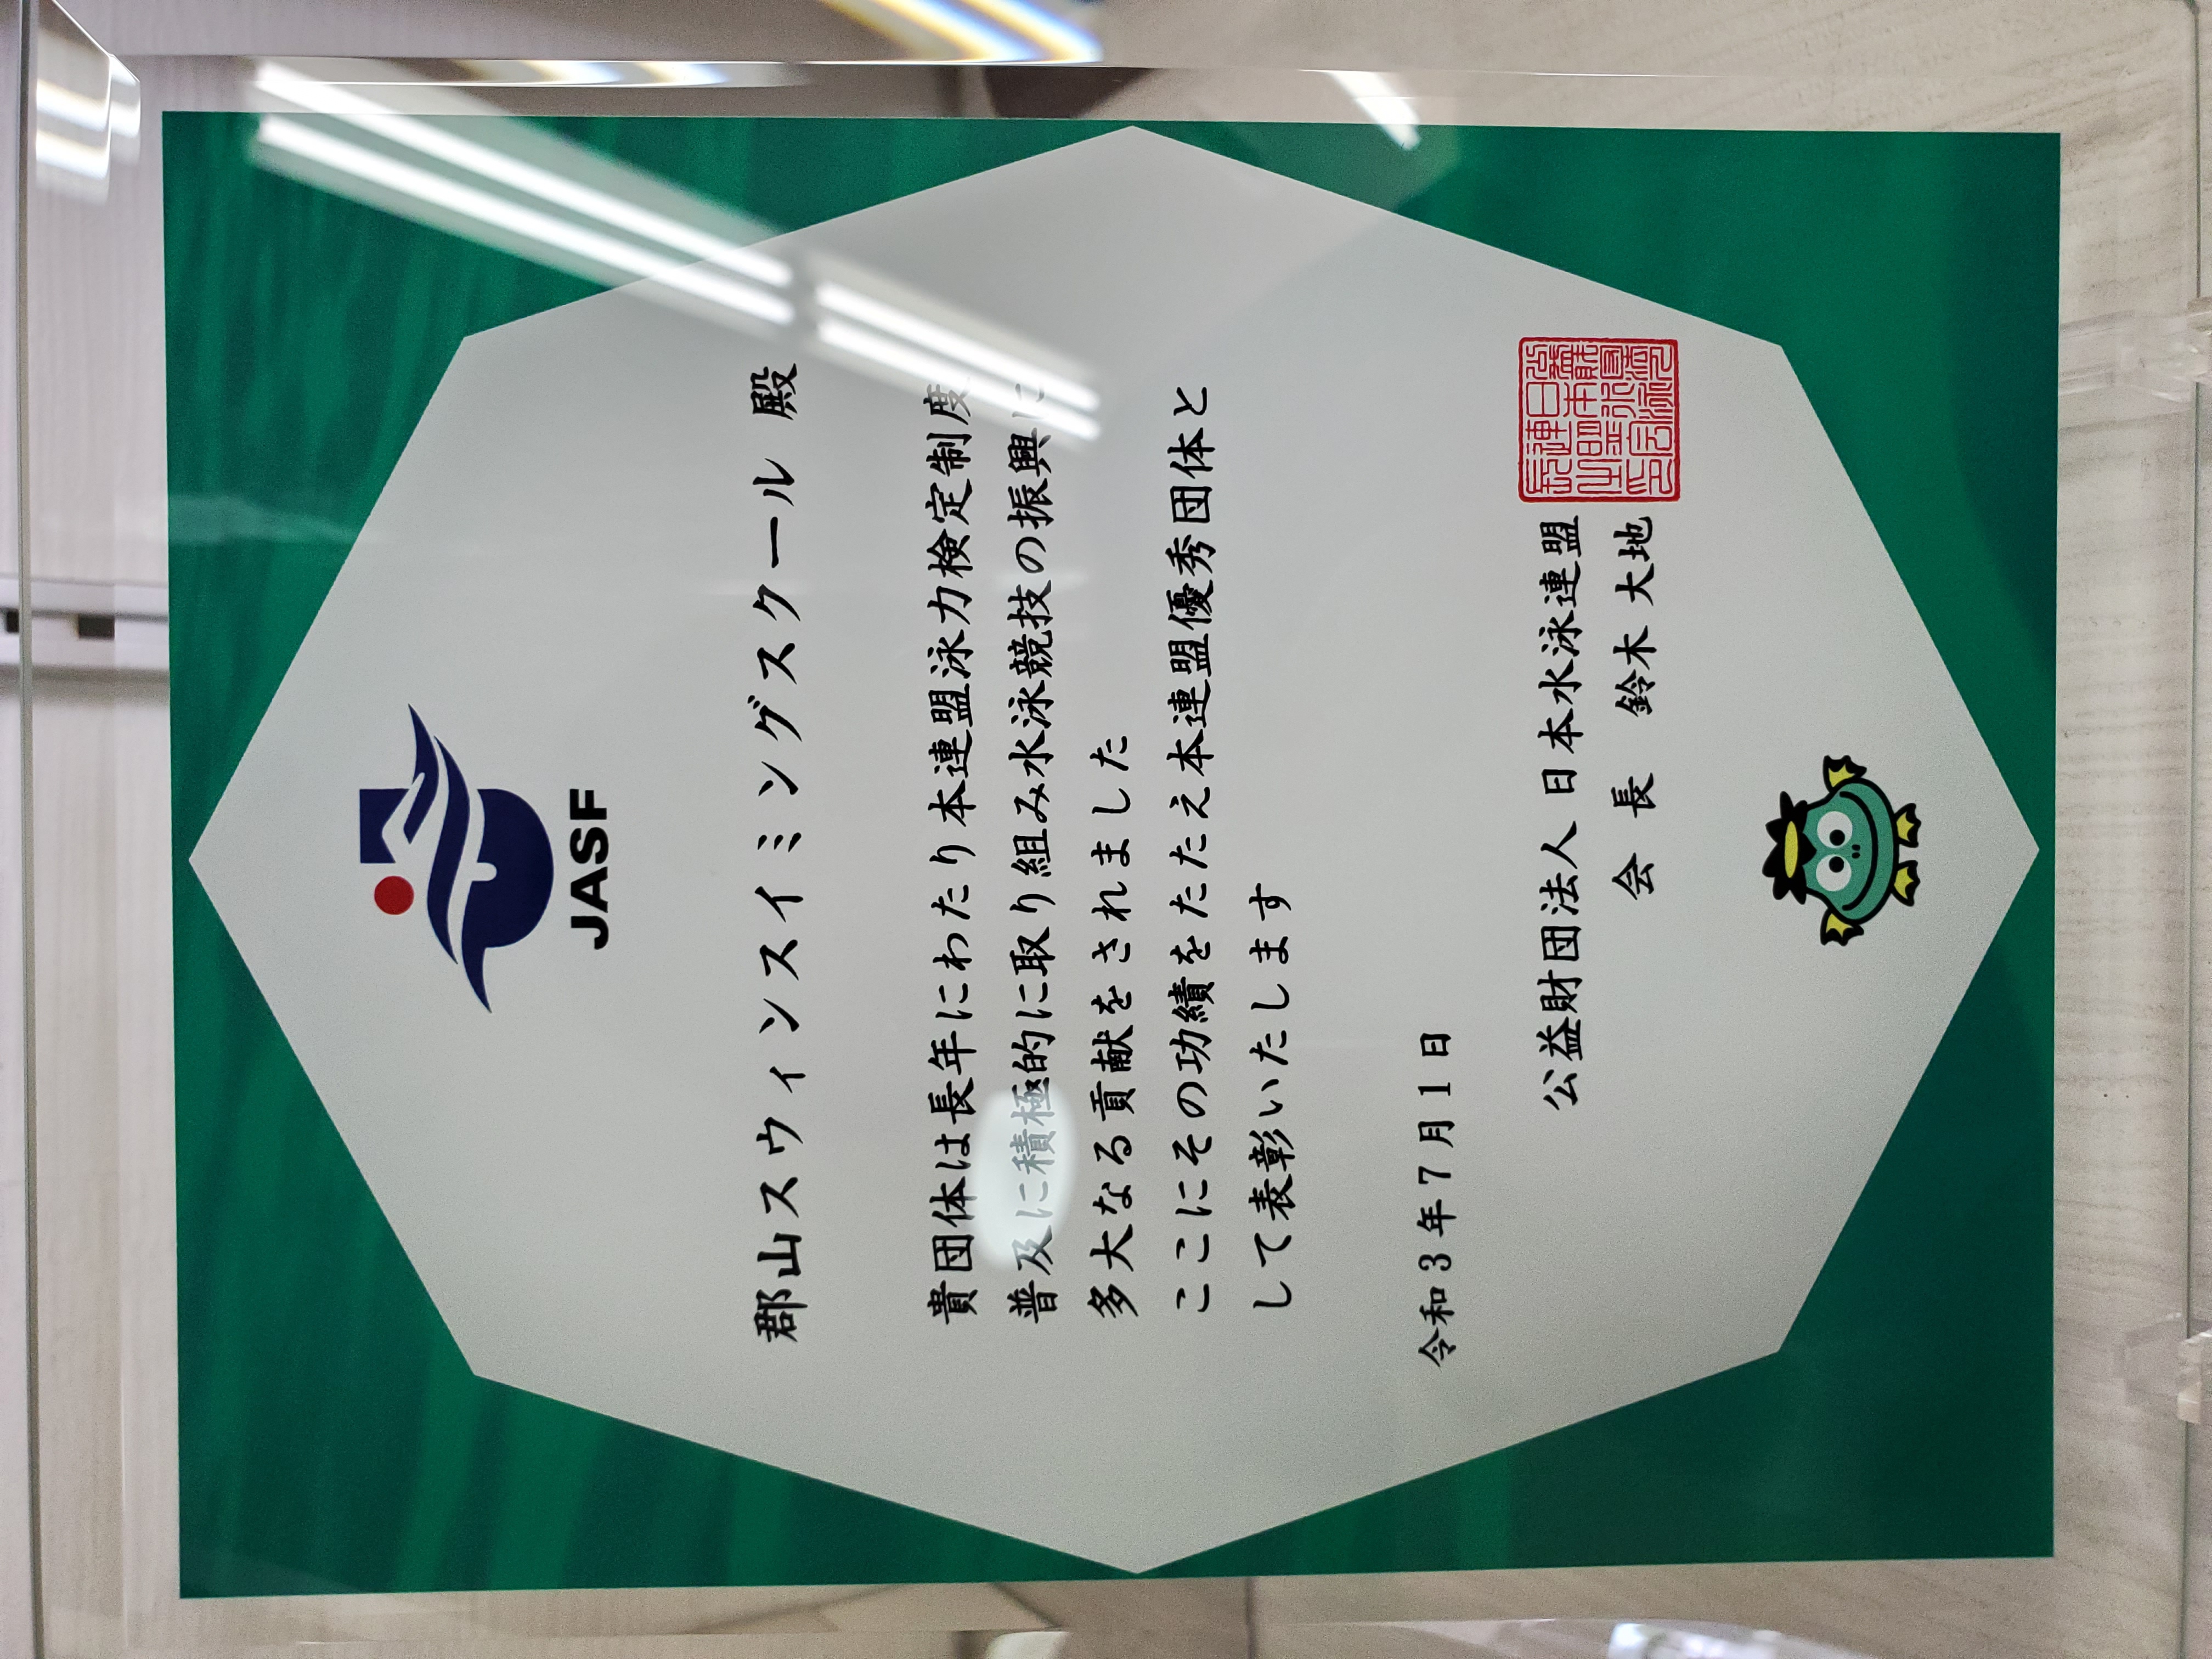 JASF
郡山スウィンスイミングスクール 殿
貴団体は長年にわたり本連盟泳力検定制度
普及に積極的に取り組み水泳競技の振興に
多大なる貢献をされました
ここにその功績をたたえ本連盟優秀団体と
して表彰いたします
令和3年7月1日
公益財団法人 日本水泳連盟
会 長 鈴木 大地